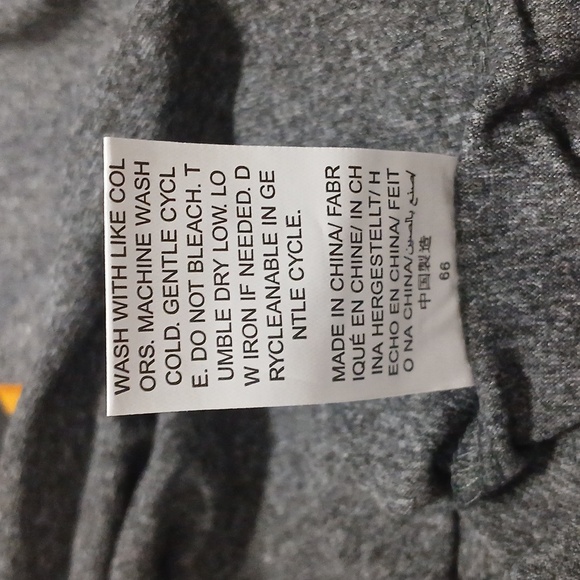 WASH WITH LIKE COL
ORS. MACHINE WASH
COLD. GENTLE CYCL
E. DO NOT BLEACH. T
UMBLE DRY LOW. LO
W IRON IF NEEDED. D
RYCLEANABLE IN GE
NTLE CYCLE.
MADE IN CHINA/ FABR
IQUÉ EN CHINE/ IN CH
INA HERGESTELLT/ H
ECHO EN CHINA/ FEIT
O NA CHINA/صنع بالصين
中国製造
66